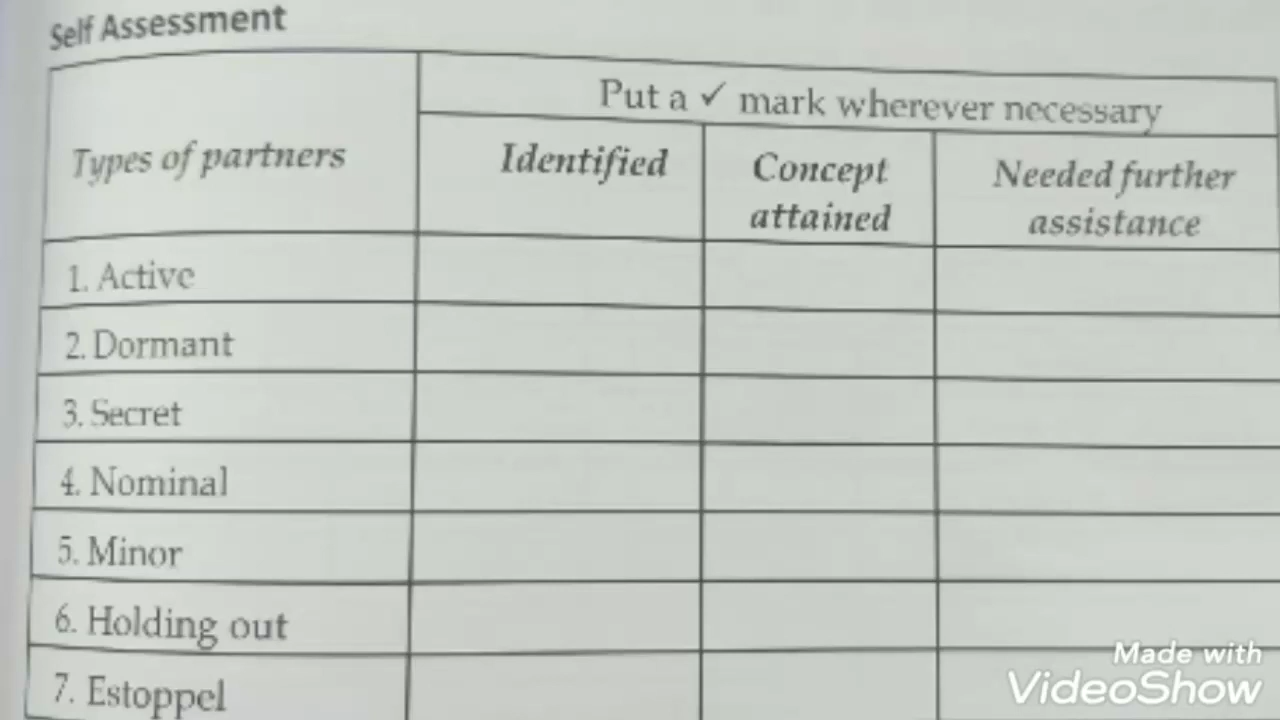 Self Assessment
Put a ✓ mark wherever necessary
Types of partners
Identified
Concept
attained
Needed further
assistance
1. Active
2. Dormant
3. Secret
4. Nominal
5. Minor
6. Holding out
7. Estoppel
Made with
VideoShow